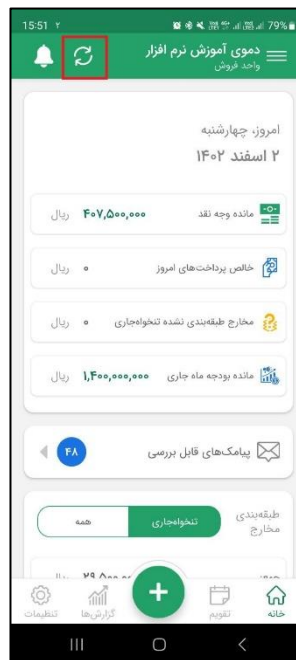 15:51
79%
دموی آموزش نرم افزار
واحد فروش
امروز، چهارشنبه
۲ اسفند ۱۴۰۲
مانده وجه نقد ۴۰۷,۵۰۰,۰۰۰ ریال
خالص پرداخت‌های امروز ۰ ریال
مخارج طبقه‌بندی نشده تنخواه‌جاری ۰ ریال
مانده بودجه ماه جاری ۱,۴۰۰,۰۰۰,۰۰۰ ریال
پیامک‌های قابل بررسی ۴۸
طبقه‌بندی مخارج
تنخواه‌جاری همه
خانه تقویم + گزارش‌ها تنظیمات